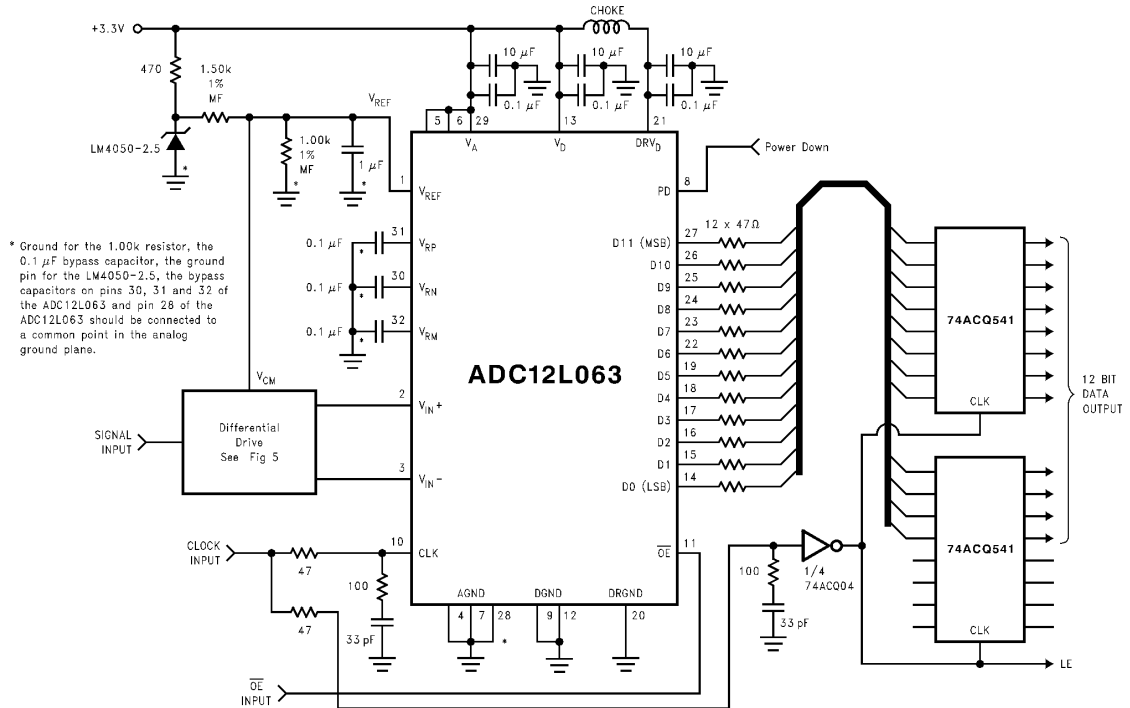 CHOKE
+3.3V
470
1.50k
1%
MF
10 µF
10 µF
10 µF
0.1 µF
0.1 µF
0.1 µF
VREF
LM4050-2.5
*
1.00k
1%
MF
*
1 µF
*
5
6
29
13
21
VA
VD
DRVD
1
VREF
PD
8
Power Down
* Ground for the 1.00k resistor, the
0.1 µF bypass capacitor, the ground
pin for the LM4050-2.5, the bypass
capacitors on pins 30, 31 and 32 of
the ADC12L063 and pin 28 of the
ADC12L063 should be connected to
a common point in the analog
ground plane.
0.1 µF
*
31
VRP
0.1 µF
*
30
VRN
0.1 µF
*
32
VRM
ADC12L063
D11 (MSB)
27
12 x 47Ω
D10
26
D9
25
D8
24
D7
23
D6
22
D5
19
D4
18
D3
17
D2
16
D1
15
D0 (LSB)
14
74ACQ541
CLK
12 BIT
DATA
OUTPUT
74ACQ541
CLK
LE
VCM
SIGNAL
INPUT
Differential
Drive
See Fig 5
2
VIN+
3
VIN-
CLOCK
INPUT
47
10
CLK
100
33 pF
47
OE
11
100
33 pF
1/4
74ACQ04
AGND
4
7
28
*
DGND
9
12
DRGND
20
OE
INPUT